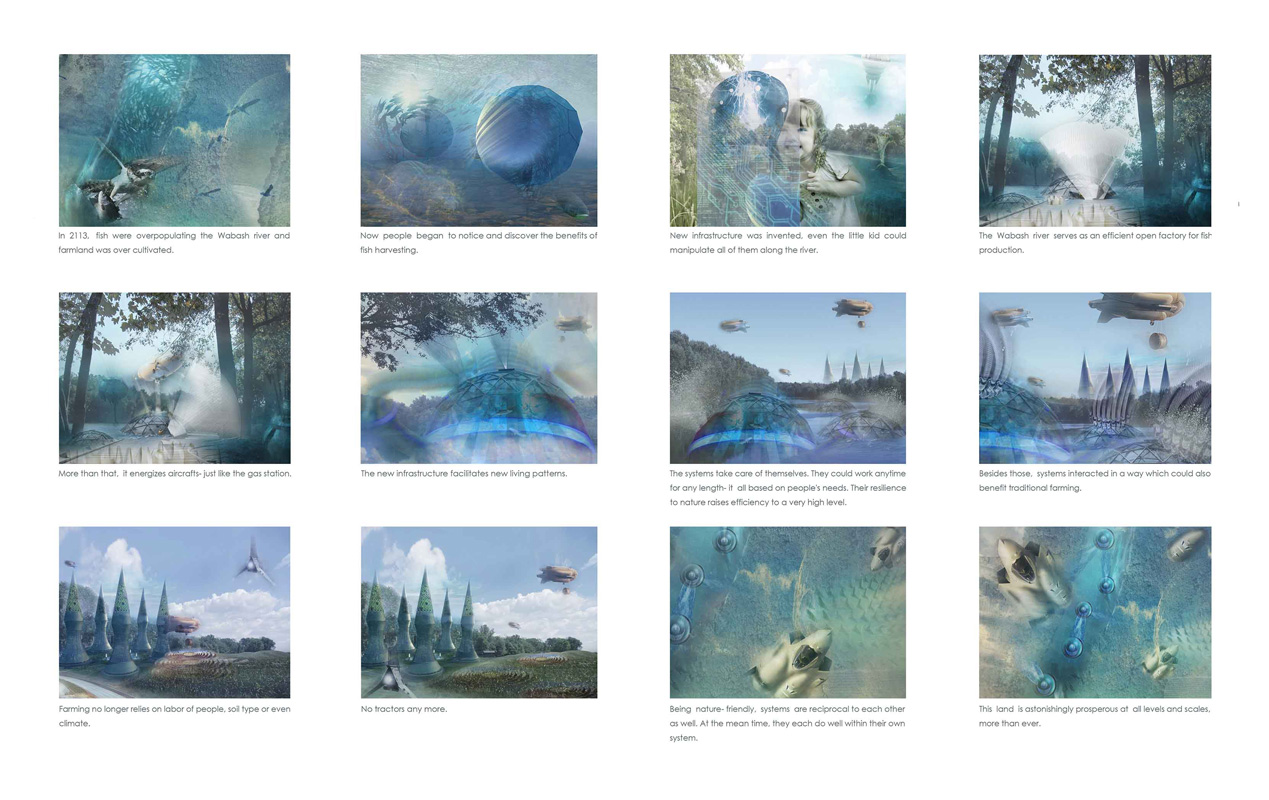 In 2113, fish were overpopulating the Wabash river and
farmland was over cultivated.
Now people began to notice and discover the benefits of
fish harvesting.
New infrastructure was invented, even the little kid could
manipulate all of them along the river.
The Wabash river serves as an efficient open factory for fish
production.
More than that, it energizes aircrafts- just like the gas station.
The new infrastructure facilitates new living patterns.
The systems take care of themselves. They could work anytime
for any length- it all based on people's needs. Their resilience
to nature raises efficiency to a very high level.
Besides those, systems interacted in a way which could also
benefit traditional farming.
Farming no longer relies on labor of people, soil type or even
climate.
No tractors any more.
Being nature- friendly, systems are reciprocal to each other
as well. At the mean time, they each do well within their own
system.
This land is astonishingly prosperous at all levels and scales,
more than ever.